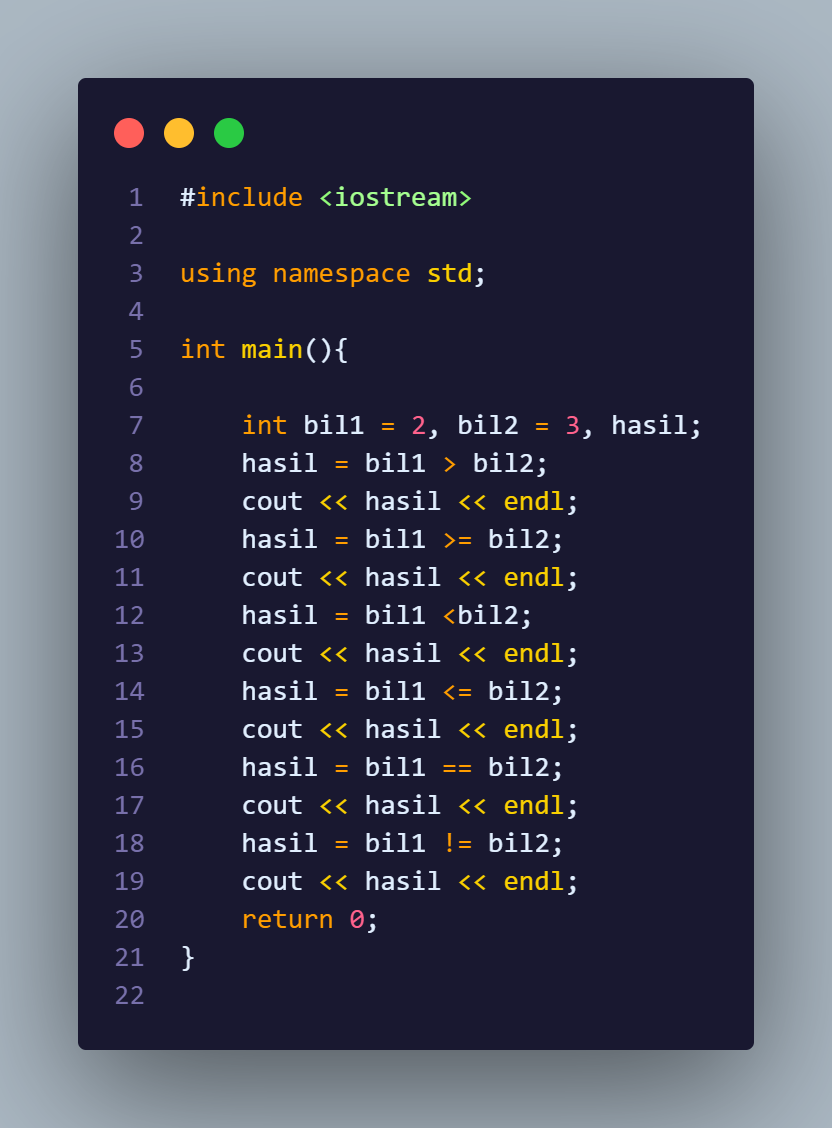 1 #include <iostream>
2
3 using namespace std;
4
5 int main(){
6
7 int bil1 = 2, bil2 = 3, hasil;
8 hasil = bil1 > bil2;
9 cout << hasil << endl;
10 hasil = bil1 >= bil2;
11 cout << hasil << endl;
12 hasil = bil1 <bil2;
13 cout << hasil << endl;
14 hasil = bil1 <= bil2;
15 cout << hasil << endl;
16 hasil = bil1 == bil2;
17 cout << hasil << endl;
18 hasil = bil1 != bil2;
19 cout << hasil << endl;
20 return 0;
21 }
22